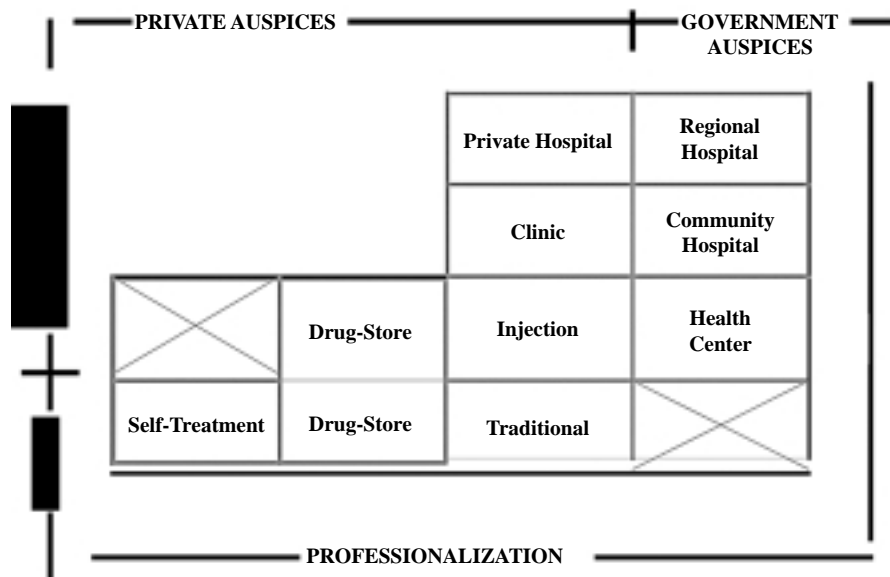 PRIVATE AUSPICES
GOVERNMENT
AUSPICES
Private Hospital
Regional
Hospital
Clinic
Community
Hospital
Drug-Store
Injection
Health
Center
Self-Treatment
Drug-Store
Traditional
PROFESSIONALIZATION